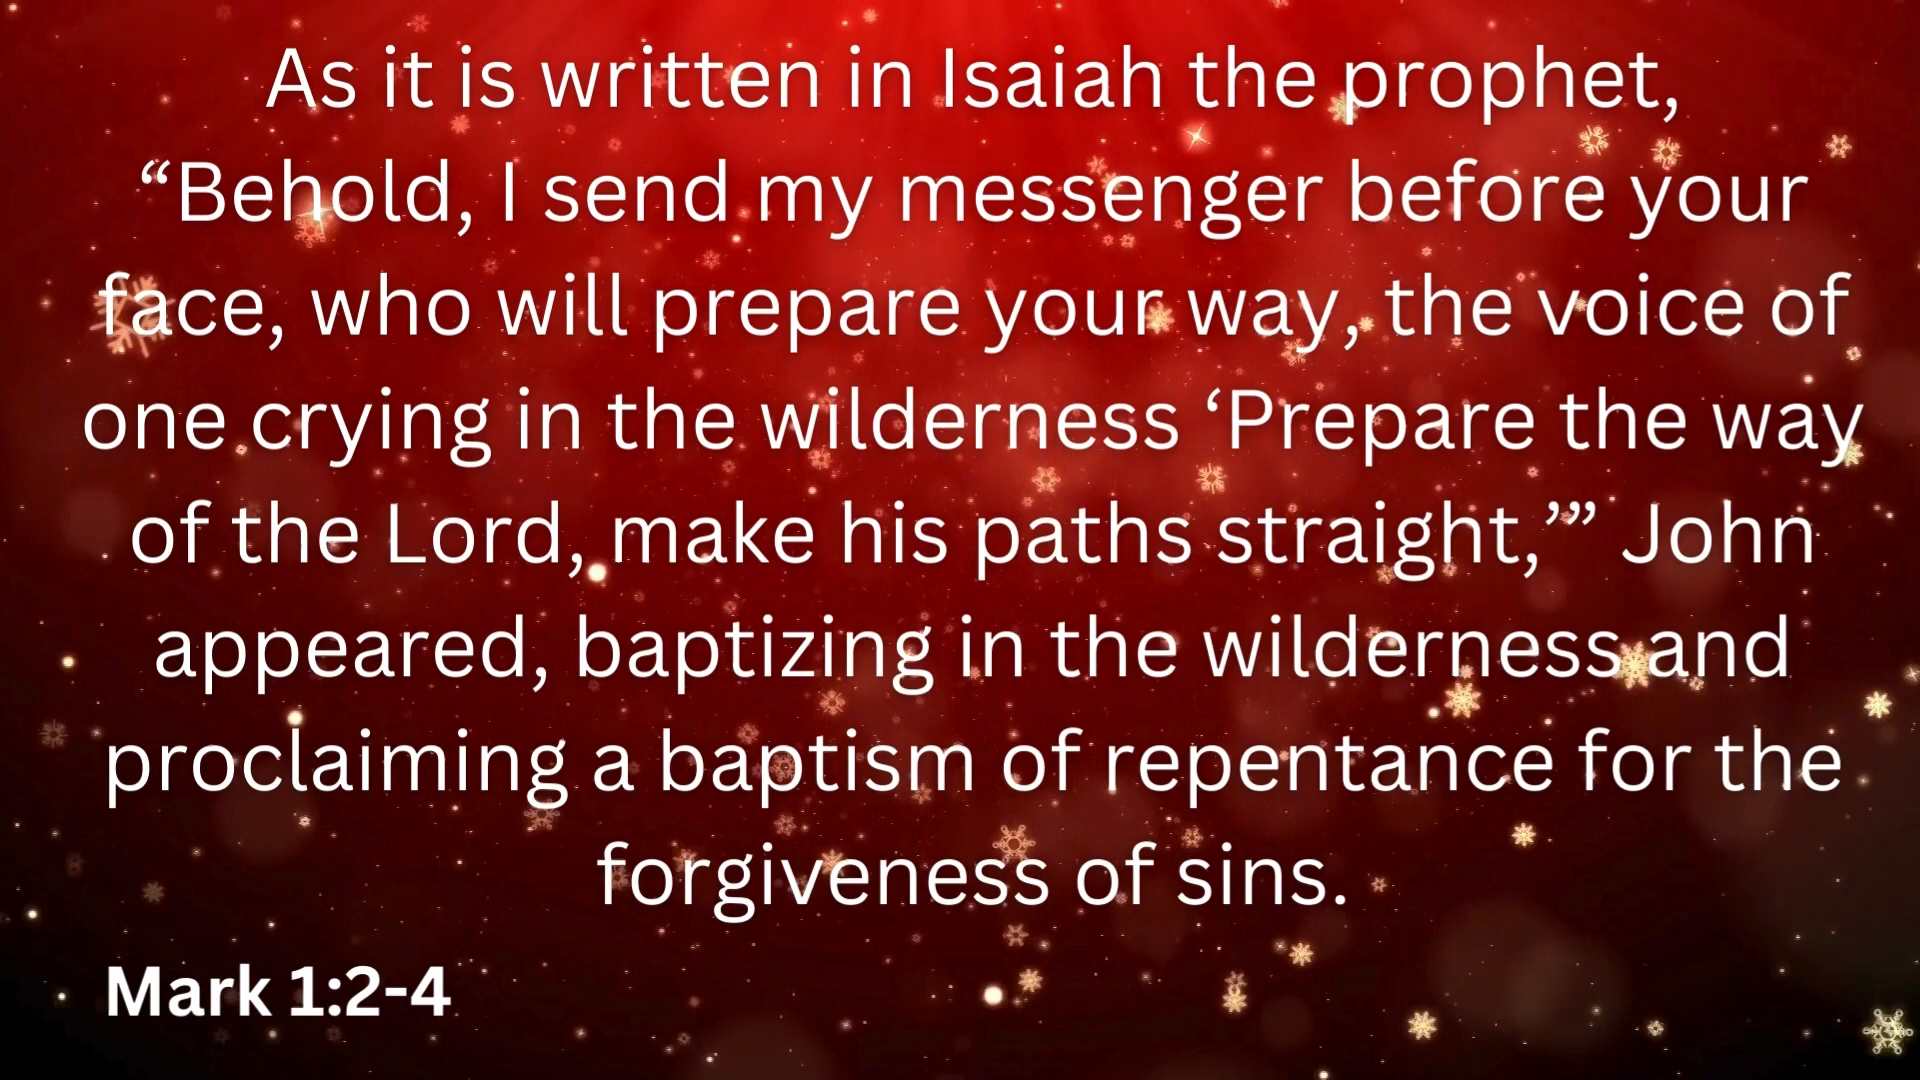 As it is written in Isaiah the prophet,
“Behold, I send my messenger before your
face, who will prepare your way, the voice of
one crying in the wilderness ‘Prepare the way
of the Lord, make his paths straight,’” John
appeared, baptizing in the wilderness and
proclaiming a baptism of repentance for the
forgiveness of sins.
Mark 1:2-4